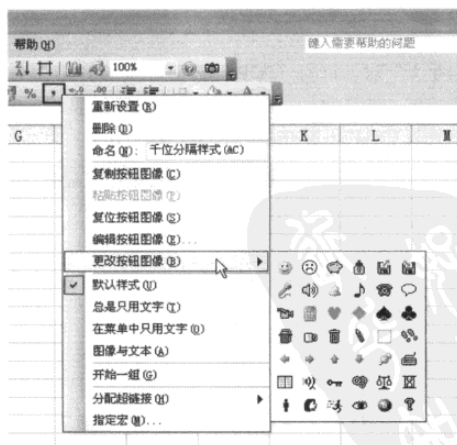 帮助(H)
键入需要帮助的问题
100%
%
G K L M
重新设置(R)
删除(D)
命名(N): 千位分隔样式(&C)
复制按钮图像(C)
粘贴按钮图像(P)
复位按钮图像(S)
编辑按钮图像(E)...
更改按钮图像(B)
默认样式(U)
总是只用文字(T)
在菜单中只用文字(O)
图像与文本(A)
开始一组(G)
分配超链接(H)
指定宏(M)...